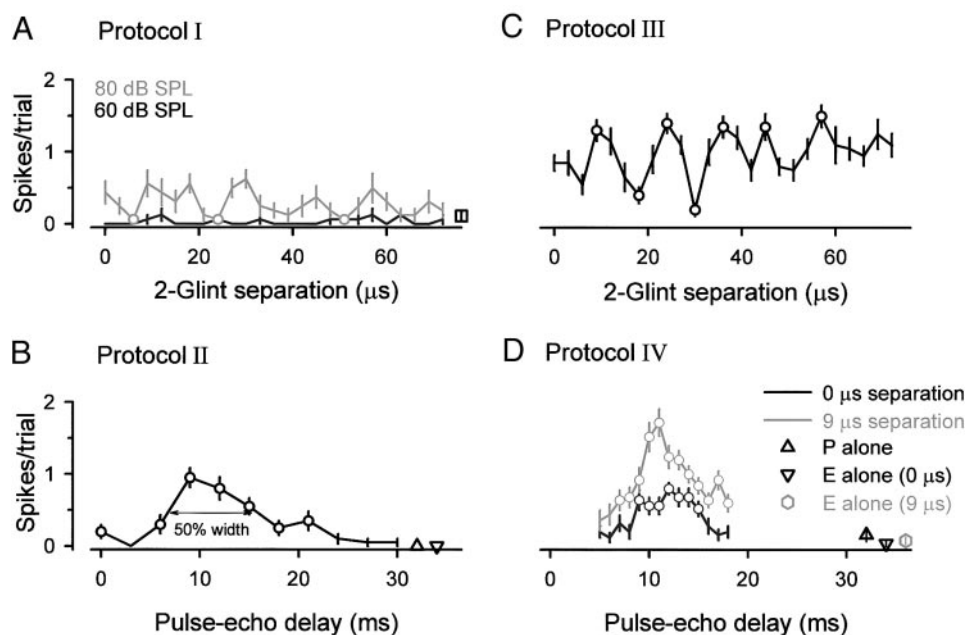 A Protocol I
80 dB SPL
60 dB SPL
Spikes/trial
2
1
0
0 20 40 60
2-Glint separation (μs)
B Protocol II
Spikes/trial
2
1
0
50% width
0 10 20 30
Pulse-echo delay (ms)
C Protocol III
0 20 40 60
2-Glint separation (μs)
D Protocol IV
0 μs separation
9 μs separation
P alone
E alone (0 μs)
E alone (9 μs)
0 10 20 30
Pulse-echo delay (ms)